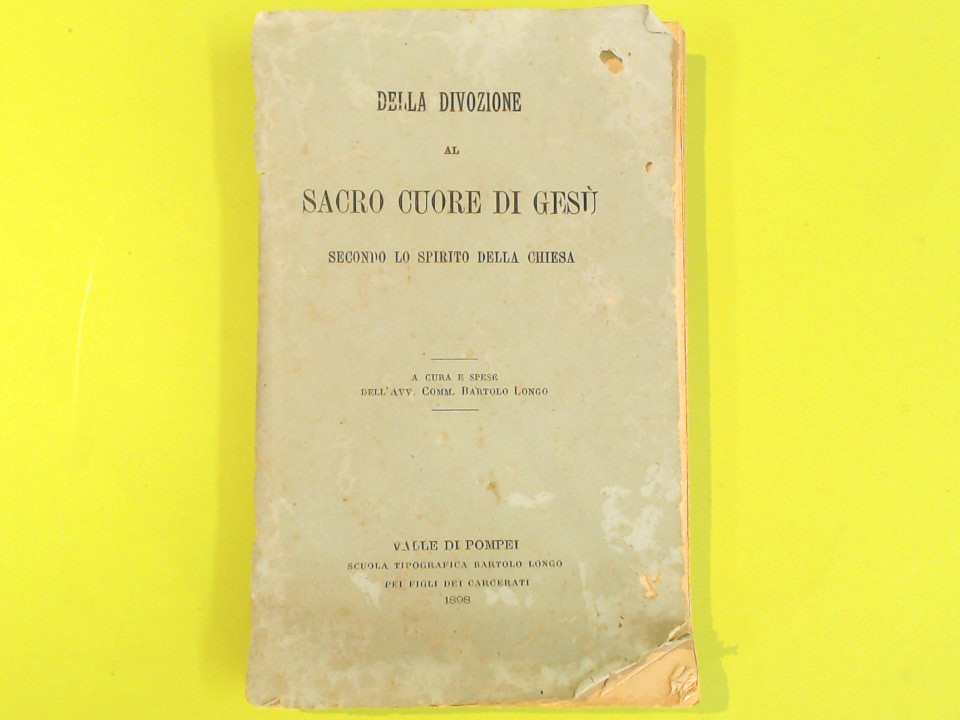 DELLA DIVOZIONE
AL
SACRO CUORE DI GESÙ
SECONDO LO SPIRITO DELLA CHIESA
A CURA E SPESE
DELL'AVV. COMM. BARTOLO LONGO
VALLE DI POMPEI
SCUOLA TIPOGRAFICA BARTOLO LONGO
PEI FIGLI DEI CARCERATI
1898